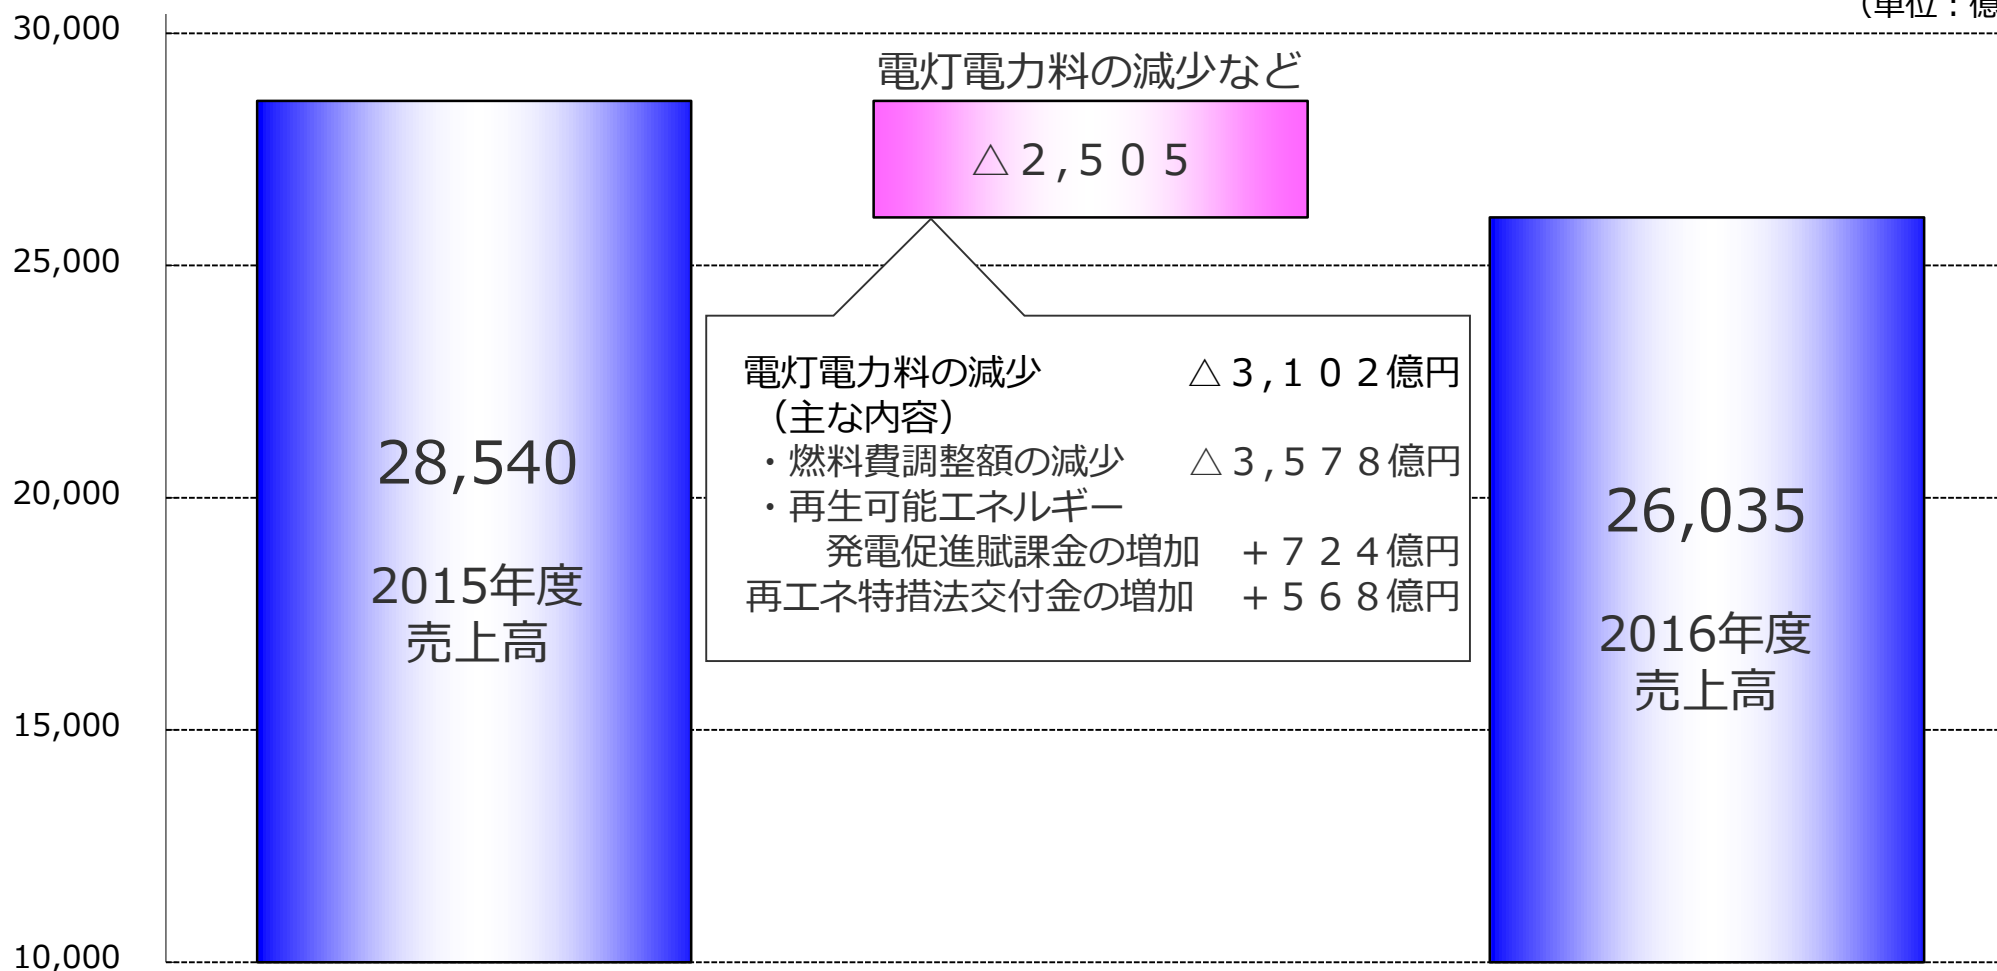 (単位：億
30,000
25,000
20,000
15,000
10,000
電灯電力料の減少など
△２,５０５
28,540
2015年度
売上高
電灯電力料の減少 △３,１０２億円
（主な内容）
・燃料費調整額の減少 △３,５７８億円
・再生可能エネルギー
発電促進賦課金の増加 ＋７２４億円
再エネ特措法交付金の増加 ＋５６８億円
26,035
2016年度
売上高